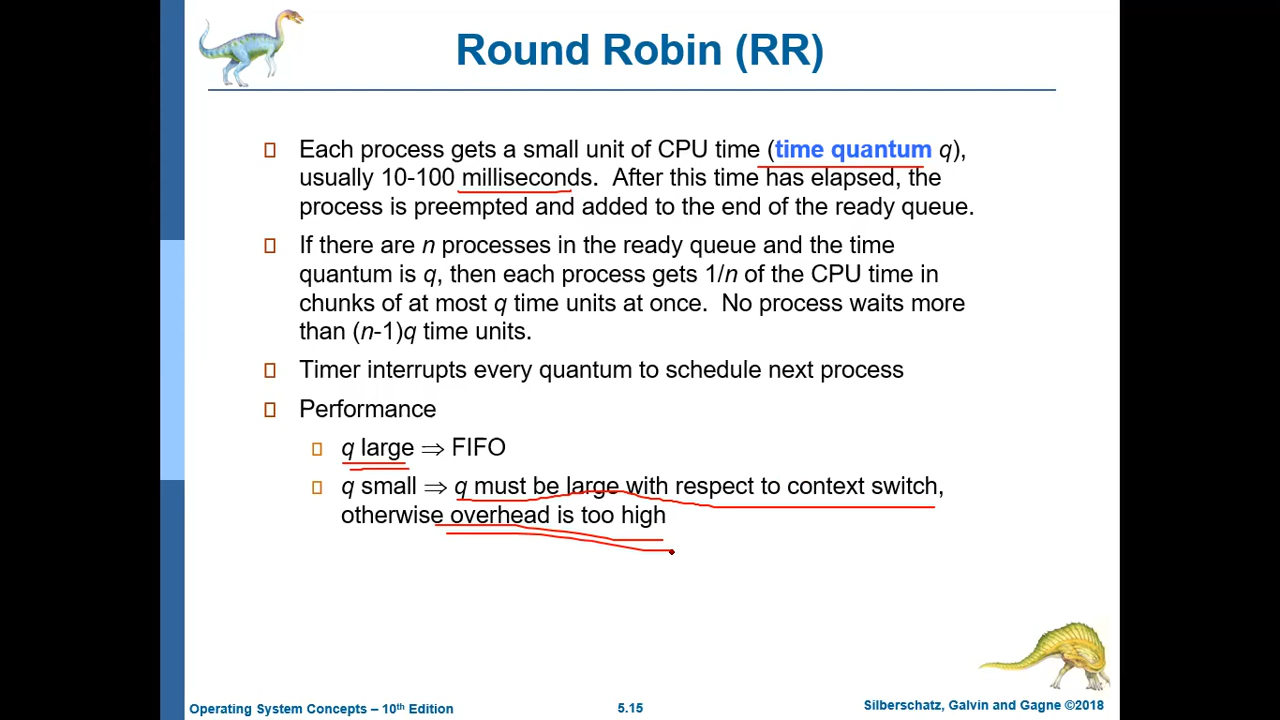 Round Robin (RR)
Each process gets a small unit of CPU time (time quantum q),
usually 10-100 milliseconds. After this time has elapsed, the
process is preempted and added to the end of the ready queue.
If there are n processes in the ready queue and the time
quantum is q, then each process gets 1/n of the CPU time in
chunks of at most q time units at once. No process waits more
than (n-1)q time units.
Timer interrupts every quantum to schedule next process
Performance
q large ⇒ FIFO
q small ⇒ q must be large with respect to context switch,
otherwise overhead is too high
Operating System Concepts – 10th Edition
5.15
Silberschatz, Galvin and Gagne ©2018